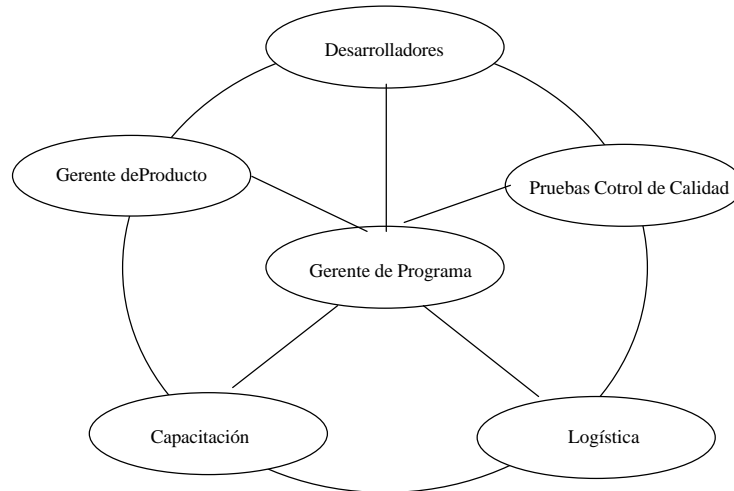 Desarrolladores
Gerente deProducto
Pruebas Cotrol de Calidad
Gerente de Programa
Capacitación
Logística